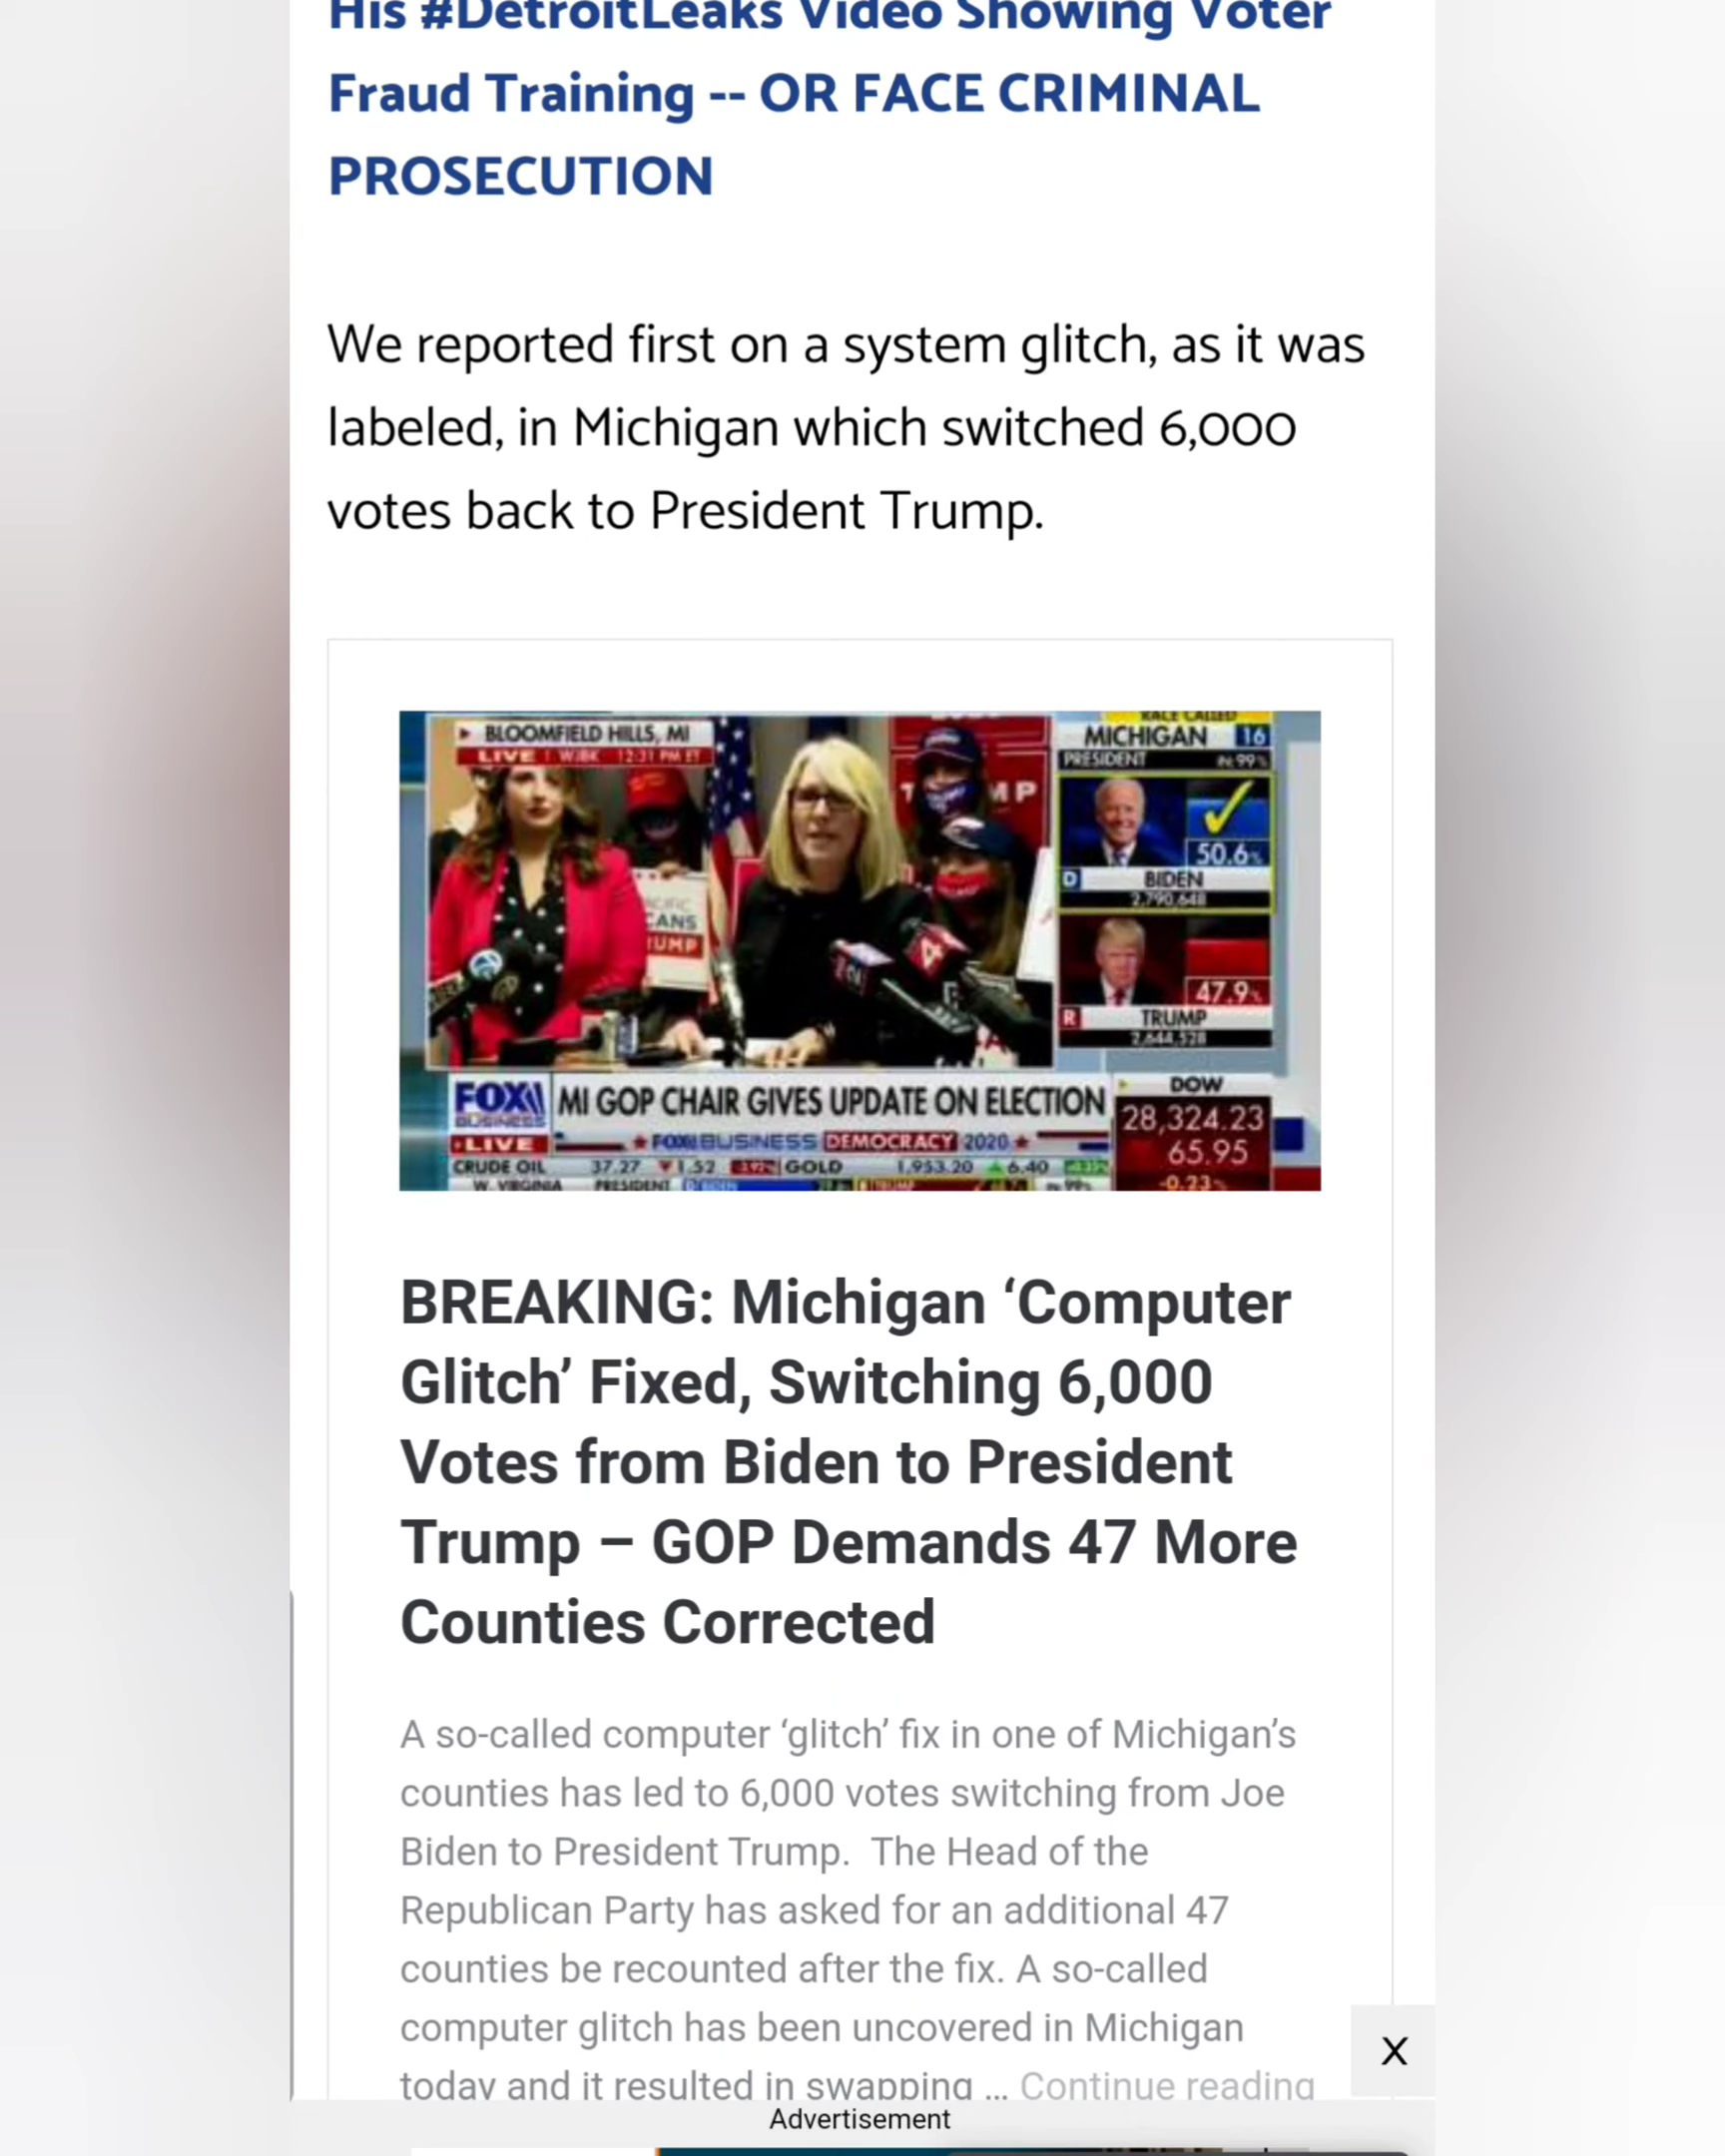 His #DetroitLeaks Video Showing Voter
Fraud Training -- OR FACE CRIMINAL
PROSECUTION
We reported first on a system glitch, as it was
labeled, in Michigan which switched 6,000
votes back to President Trump.
BLOOMFIELD HILLS, MI
LIVE WJBK 12:31 PM ET
RACE CALLED
MICHIGAN 16
PRESIDENT IN: 99%
50.6%
D BIDEN
2,790,648
TRUMP
CANS
47.9%
R TRUMP
2,644,528
FOX BUSINESS
MI GOP CHAIR GIVES UPDATE ON ELECTION
LIVE
FOX BUSINESS DEMOCRACY 2020
DOW
28,324.23
65.95
-0.23%
CRUDE OIL 37.27 1.52 GOLD 1,953.20 6.40
W. VIRGINIA PRESIDENT
BREAKING: Michigan ‘Computer
Glitch’ Fixed, Switching 6,000
Votes from Biden to President
Trump – GOP Demands 47 More
Counties Corrected
A so-called computer ‘glitch’ fix in one of Michigan’s
counties has led to 6,000 votes switching from Joe
Biden to President Trump.  The Head of the
Republican Party has asked for an additional 47
counties be recounted after the fix. A so-called
computer glitch has been uncovered in Michigan
today and it resulted in swapping … Continue reading
X
Advertisement